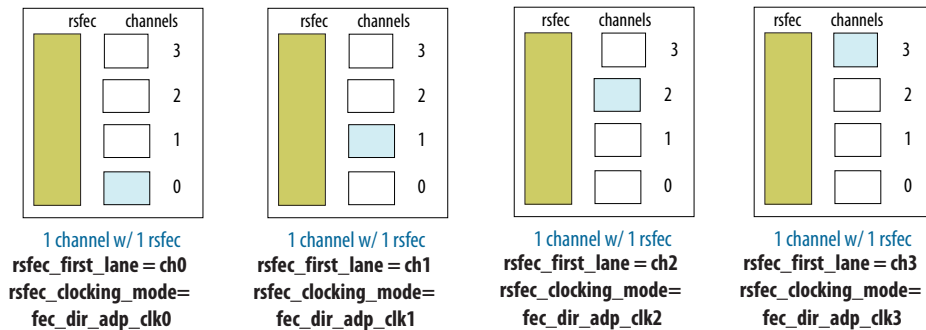 rsfec channels
3
2
1
0
1 channel w/ 1 rsfec
rsfec_first_lane = ch0
rsfec_clocking_mode=
fec_dir_adp_clk0
rsfec channels
3
2
1
0
1 channel w/ 1 rsfec
rsfec_first_lane = ch1
rsfec_clocking_mode=
fec_dir_adp_clk1
rsfec channels
3
2
1
0
1 channel w/ 1 rsfec
rsfec_first_lane = ch2
rsfec_clocking_mode=
fec_dir_adp_clk2
rsfec channels
3
2
1
0
1 channel w/ 1 rsfec
rsfec_first_lane = ch3
rsfec_clocking_mode=
fec_dir_adp_clk3